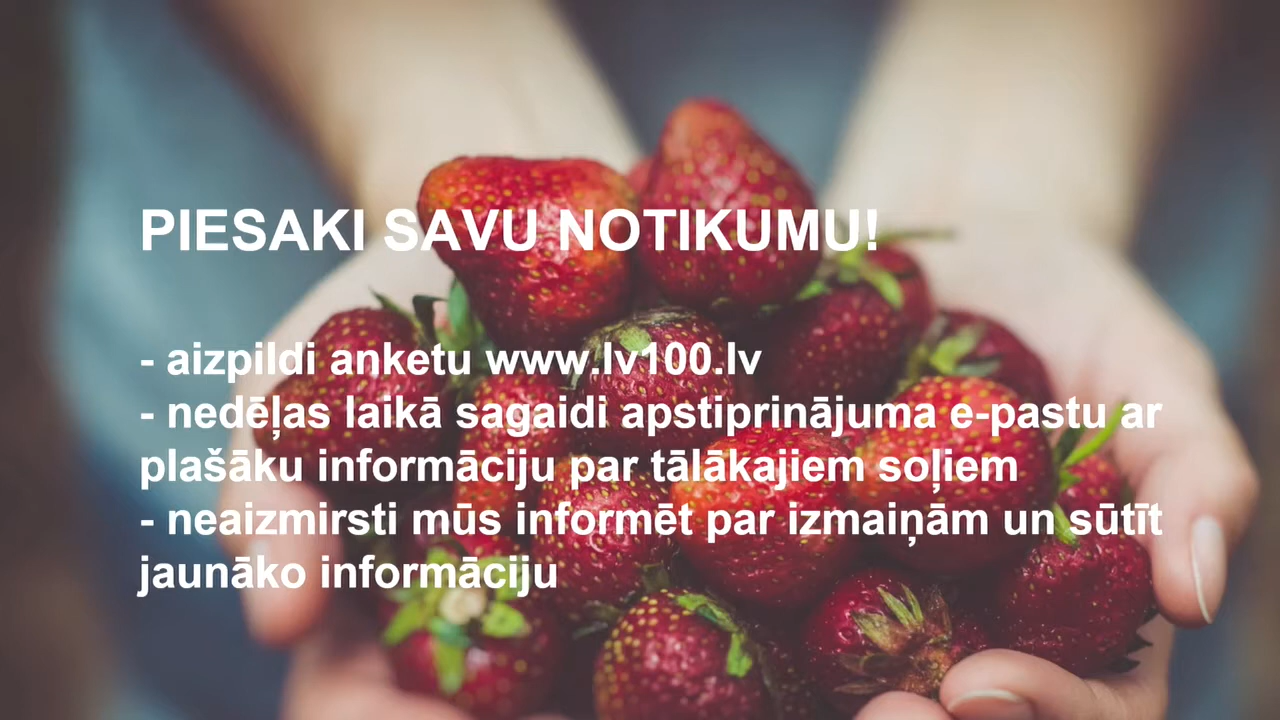 PIESAKI SAVU NOTIKUMU!
- aizpildi anketu www.lv100.lv
- nedēļas laikā sagaidi apstiprinājuma e-pastu ar
plašāku informāciju par tālākajiem soļiem
- neaizmirsti mūs informēt par izmaiņām un sūtīt
jaunāko informāciju